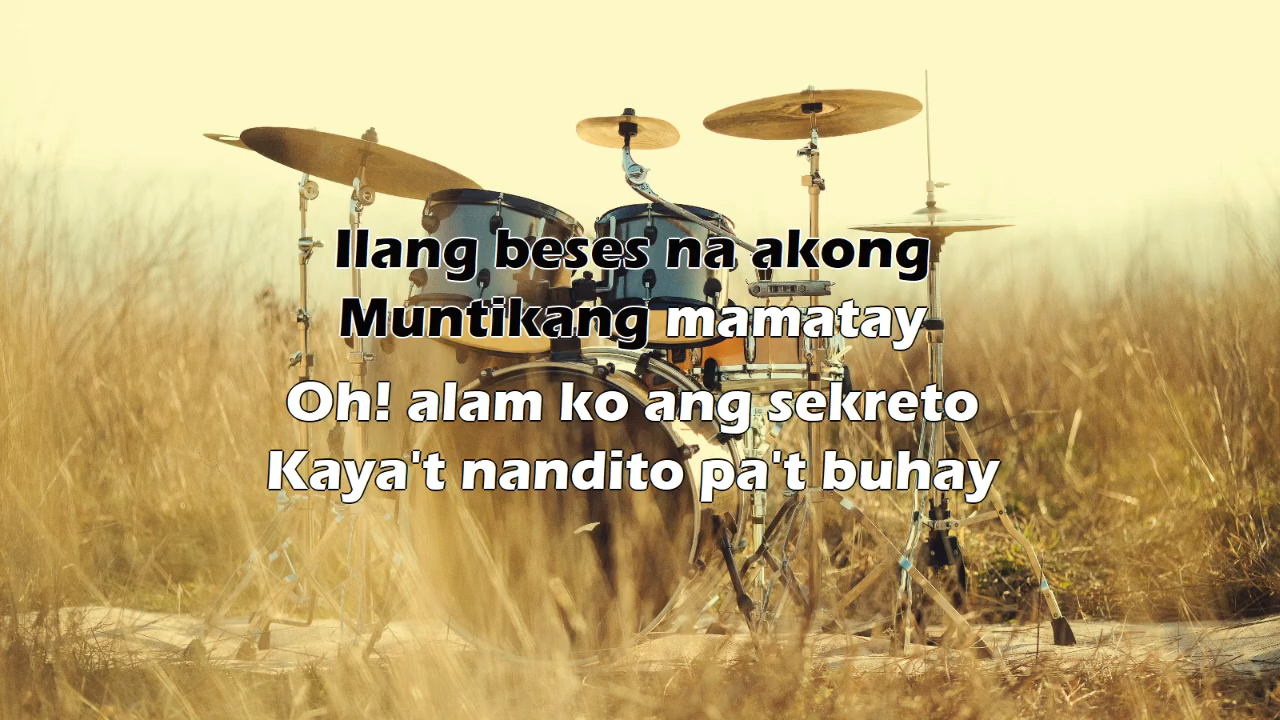 Ilang beses na akong
Muntikang mamatay
Oh! alam ko ang sekreto
Kaya't nandito pa't buhay